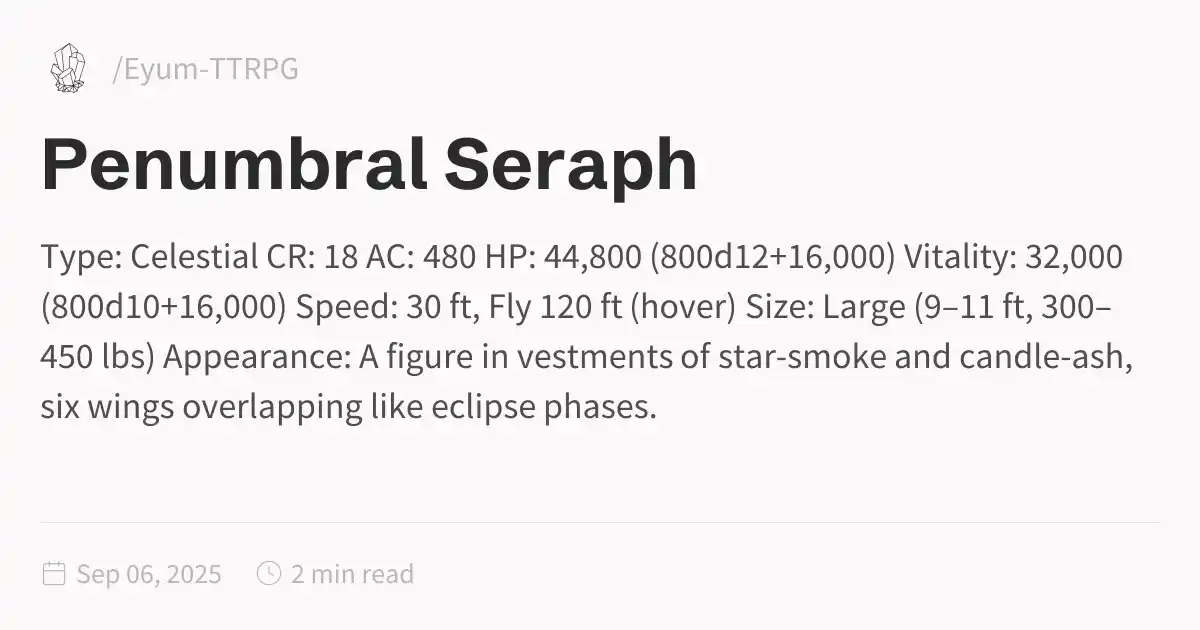 /Eyum-TTRPG
Penumbral Seraph
Type: Celestial CR: 18 AC: 480 HP: 44,800 (800d12+16,000) Vitality: 32,000
(800d10+16,000) Speed: 30 ft, Fly 120 ft (hover) Size: Large (9–11 ft, 300–
450 lbs) Appearance: A figure in vestments of star-smoke and candle-ash,
six wings overlapping like eclipse phases.
Sep 06, 2025 2 min read